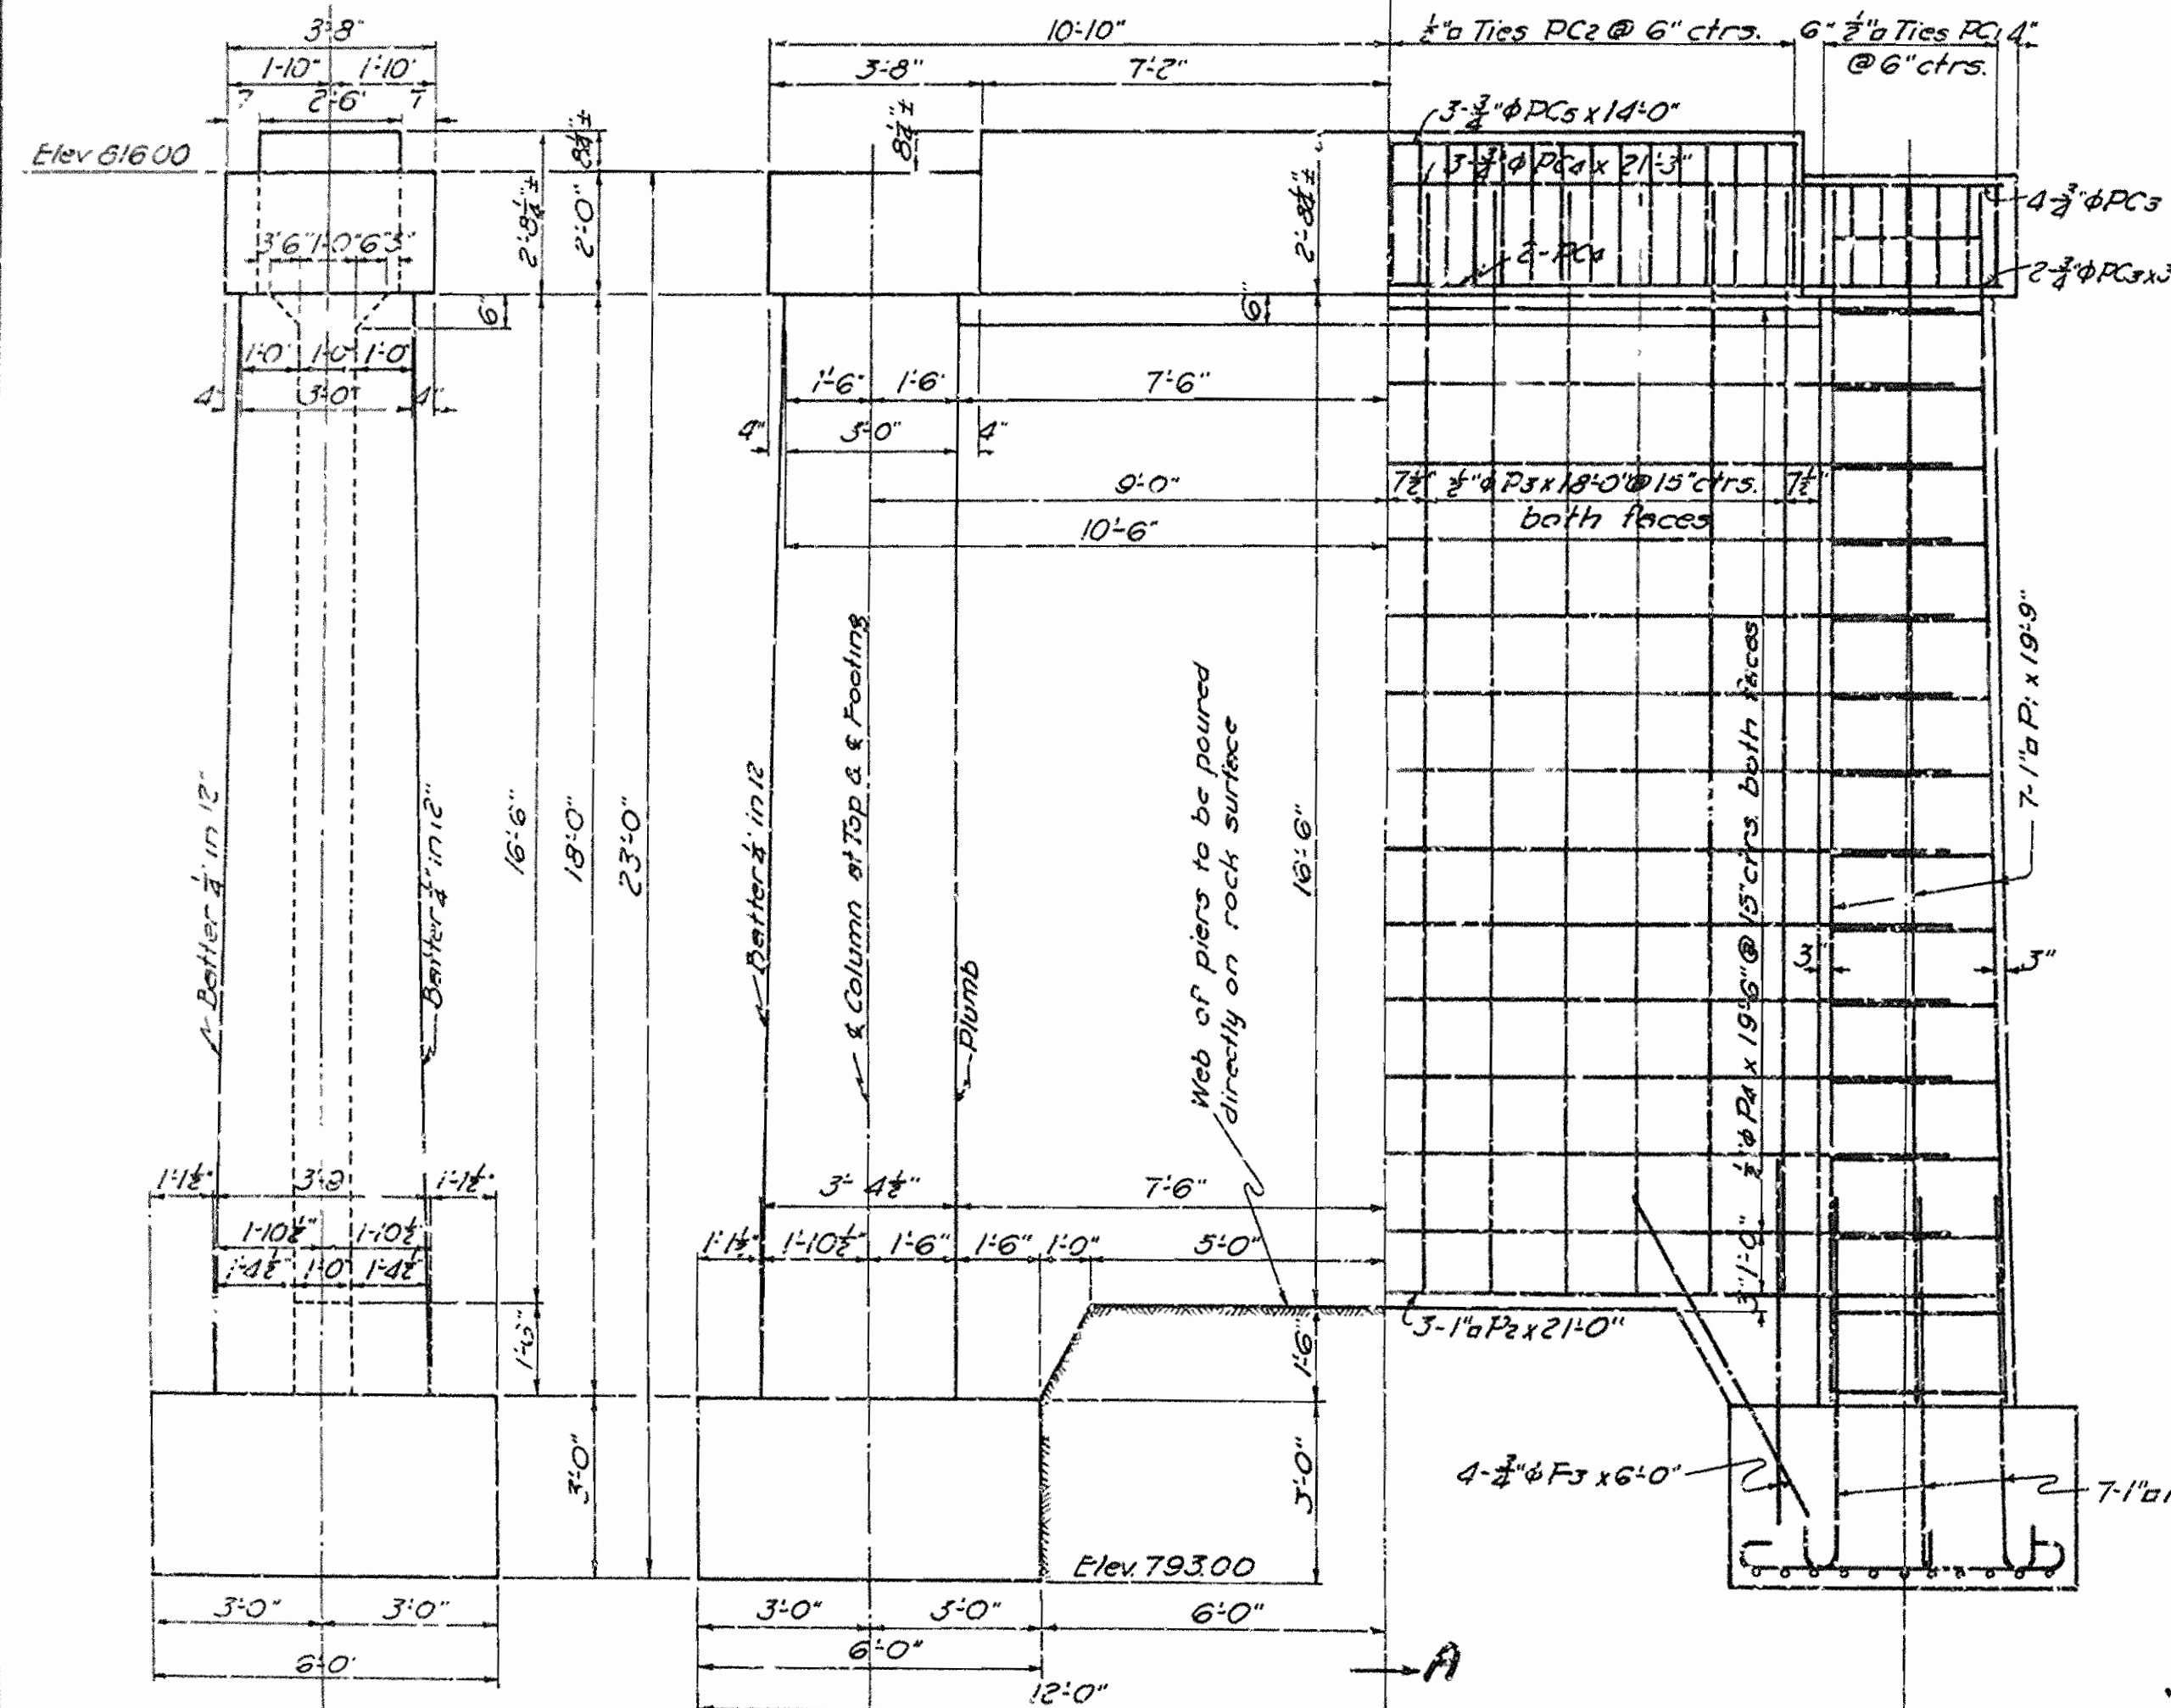 3'-8"
10'-10"
½"▫ Ties PC2 @ 6" ctrs.
6"
½"▫ Ties PC1
4"
@ 6" ctrs.
1'-10"
1'-10"
3'-8"
7'-2"
7
2'-6"
7
8¼"±
8¼"±
3-¾"ϕ PC5 x 14'-0"
Elev 816.00
3-¾"ϕ PC4 x 21'-3"
2'-8¼"±
2'-0"
2'-8¼"±
4-¾"ϕ PC3
3" 6" 1'-0" 6" 3"
2-PC4
2-¾"ϕ PC3 x 3
6"
6"
1'-0" 1'-0" 1'-0"
4" 3'-0" 4"
1'-6" 1'-6" 7'-6"
4" 3'-0" 4"
9'-0"
7½" ½"ϕ P3 x 18'-0" @ 15" ctrs. 7½"
both faces
10'-6"
Batter ¼" in 12"
Batter ¼" in 12"
16'-6"
18'-0"
23'-0"
Batter ¼" in 12
℄ Column at Top & ℄ Footing
Plumb
Web of piers to be poured
directly on rock surface
16'-6"
½"ϕ P4 x 19'-6" @ 15" ctrs. both faces
7-1"▫ P1 x 19'-9"
3" 3"
1'-1½" 3'-9 1'-1½"
3'-4½" 7'-6"
1'-10½" 1'-10½"
1'-4½" 1'-0" 1'-4½"
1'-1½" 1'-10½" 1'-6" 1'-6" 1'-0" 5'-0"
3" 1'-0"
1'-6"
1'-6"
3-1"▫ P2 x 21'-0"
3'-0"
3'-0"
4-¾"ϕ F3 x 6'-0"
7-1"▫
Elev. 793.00
3'-0" 3'-0"
3'-0" 3'-0" 6'-0"
6'-0"
6'-0"
A
12'-0"